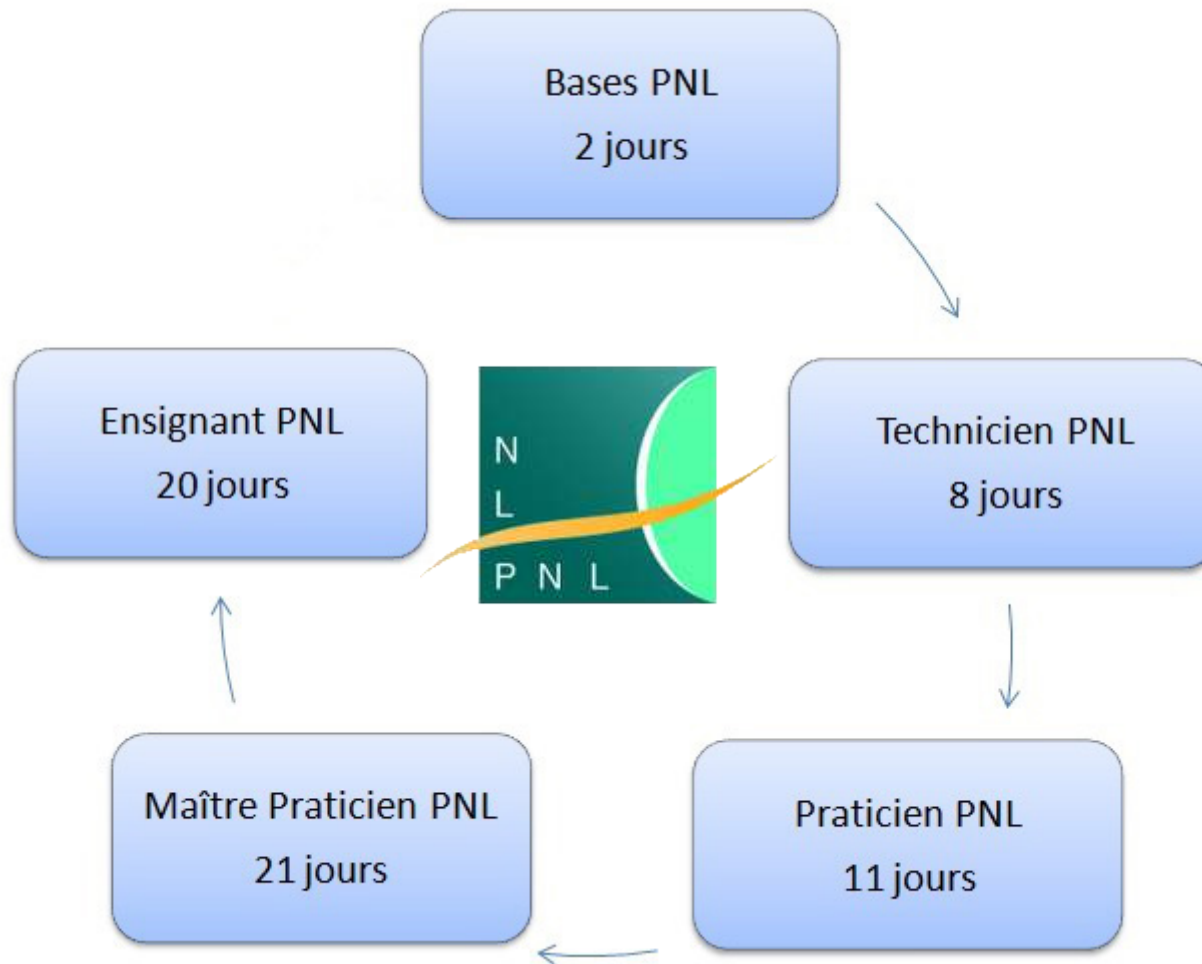 Bases PNL
2 jours
Technicien PNL
8 jours
Praticien PNL
11 jours
Maître Praticien PNL
21 jours
Ensignant PNL
20 jours
N
L
P N L